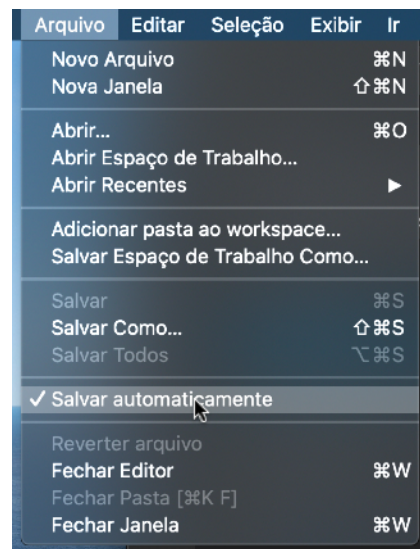 Arquivo Editar Seleção Exibir Ir
Novo Arquivo ⌘N
Nova Janela ⇧⌘N
Abrir... ⌘O
Abrir Espaço de Trabalho...
Abrir Recentes ▶
Adicionar pasta ao workspace...
Salvar Espaço de Trabalho Como...
Salvar ⌘S
Salvar Como... ⇧⌘S
Salvar Todos ⌥⌘S
✓ Salvar automaticamente
Reverter arquivo
Fechar Editor ⌘W
Fechar Pasta [⌘K F]
Fechar Janela ⌘W